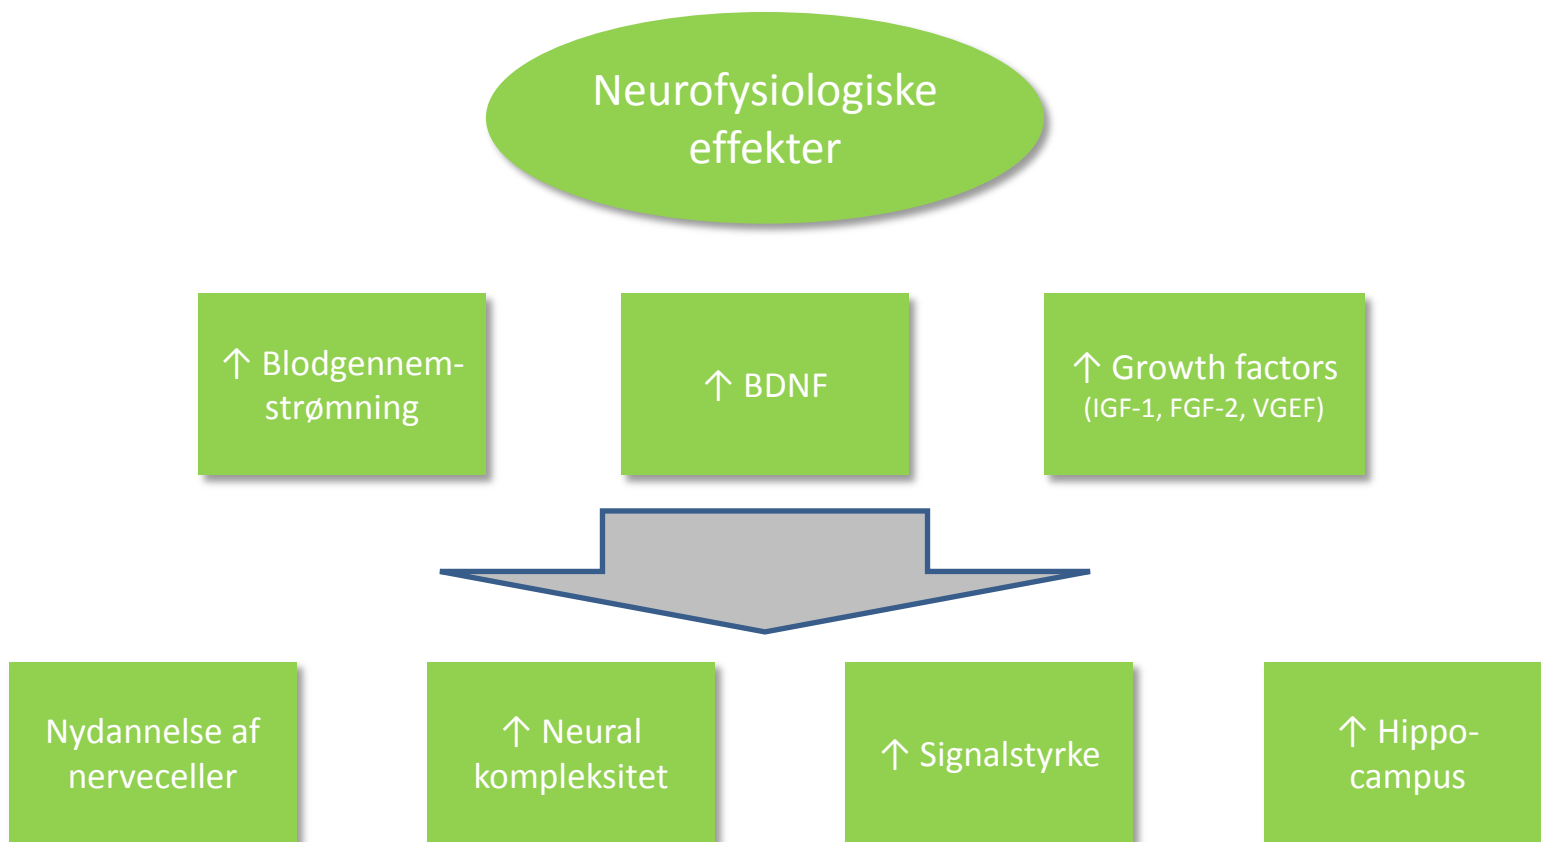 Neurofysiologiske
effekter
↑ Blodgennem-
strømning
↑ BDNF
↑ Growth factors
(IGF-1, FGF-2, VGEF)
Nydannelse af
nerveceller
↑ Neural
kompleksitet
↑ Signalstyrke
↑ Hippo-
campus